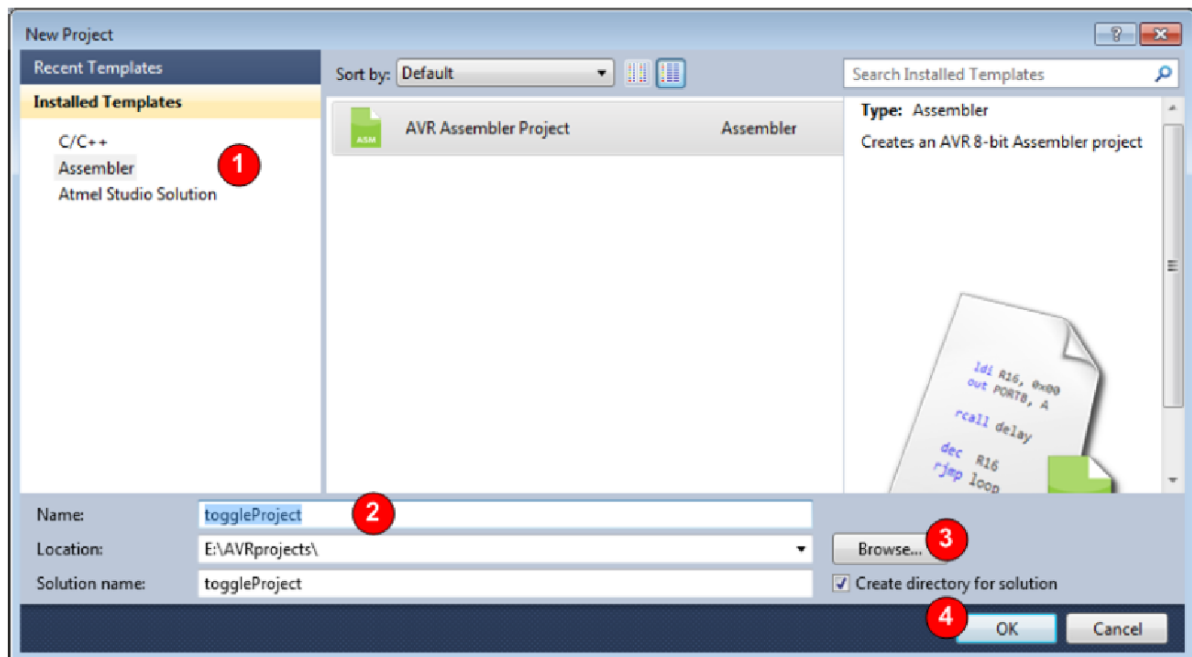 New Project
Recent Templates
Installed Templates
C/C++
Assembler
Atmel Studio Solution
1
Sort by: Default
ASM
AVR Assembler Project Assembler
Search Installed Templates
Type: Assembler
Creates an AVR 8-bit Assembler project
ldi R16, 0x00
out PORTB, A
rcall delay
dec R16
rjmp loop
Name: toggleProject 2
Location: E:\AVRprojects\
Browse... 3
Solution name: toggleProject
Create directory for solution
4
OK Cancel